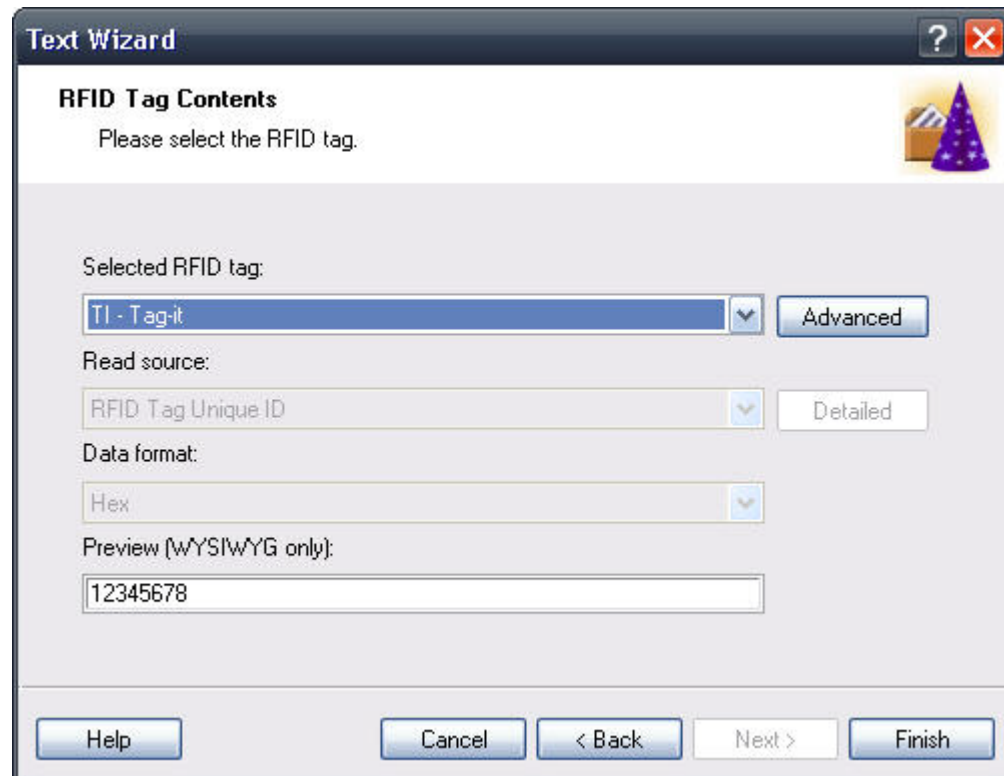 Text Wizard
RFID Tag Contents
Please select the RFID tag.
Selected RFID tag:
TI - Tag-it
Advanced
Read source:
RFID Tag Unique ID
Detailed
Data format:
Hex
Preview (WYSIWYG only):
12345678
Help
Cancel
< Back
Next >
Finish